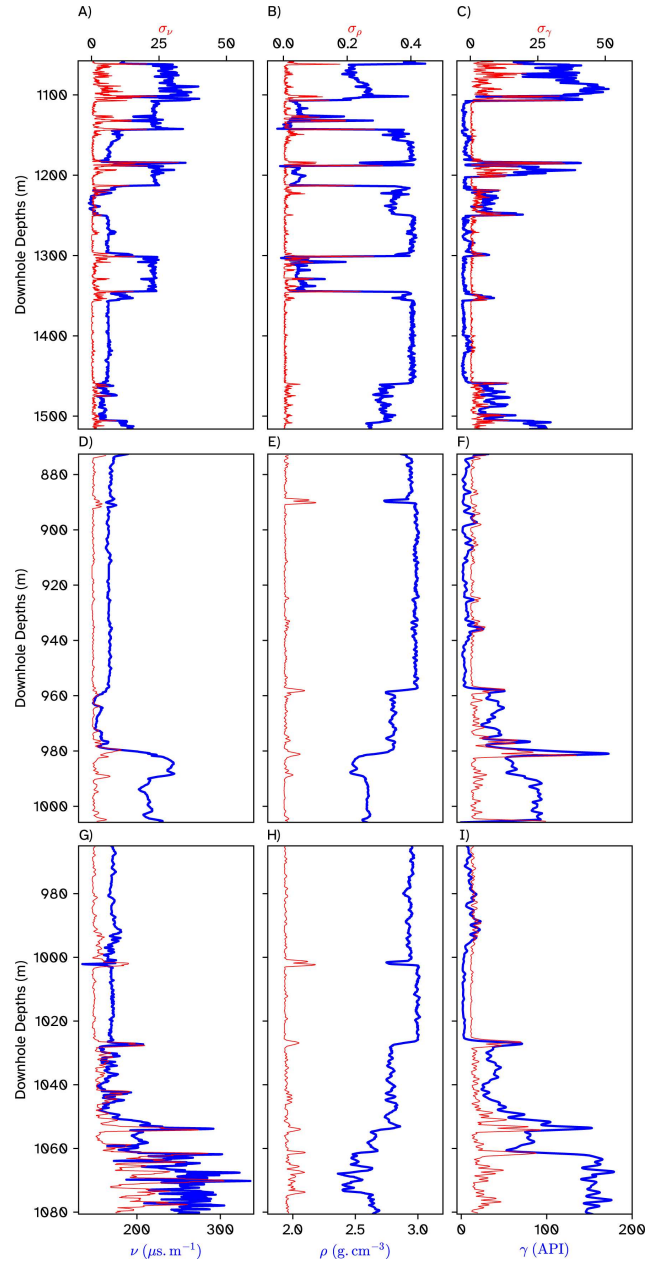 A) B) C)
σν σρ σγ
0 25 50 0.0 0.2 0.4 0 25 50
1100
1200
1300
1400
1500
Downhole Depths (m)
D) E) F)
880
900
920
940
960
980
1000
Downhole Depths (m)
G) H) I)
980
1000
1020
1040
1060
1080
Downhole Depths (m)
200 300 2.0 2.5 3.0 0 100 200
ν (μs.m⁻¹) ρ (g.cm⁻³) γ (API)